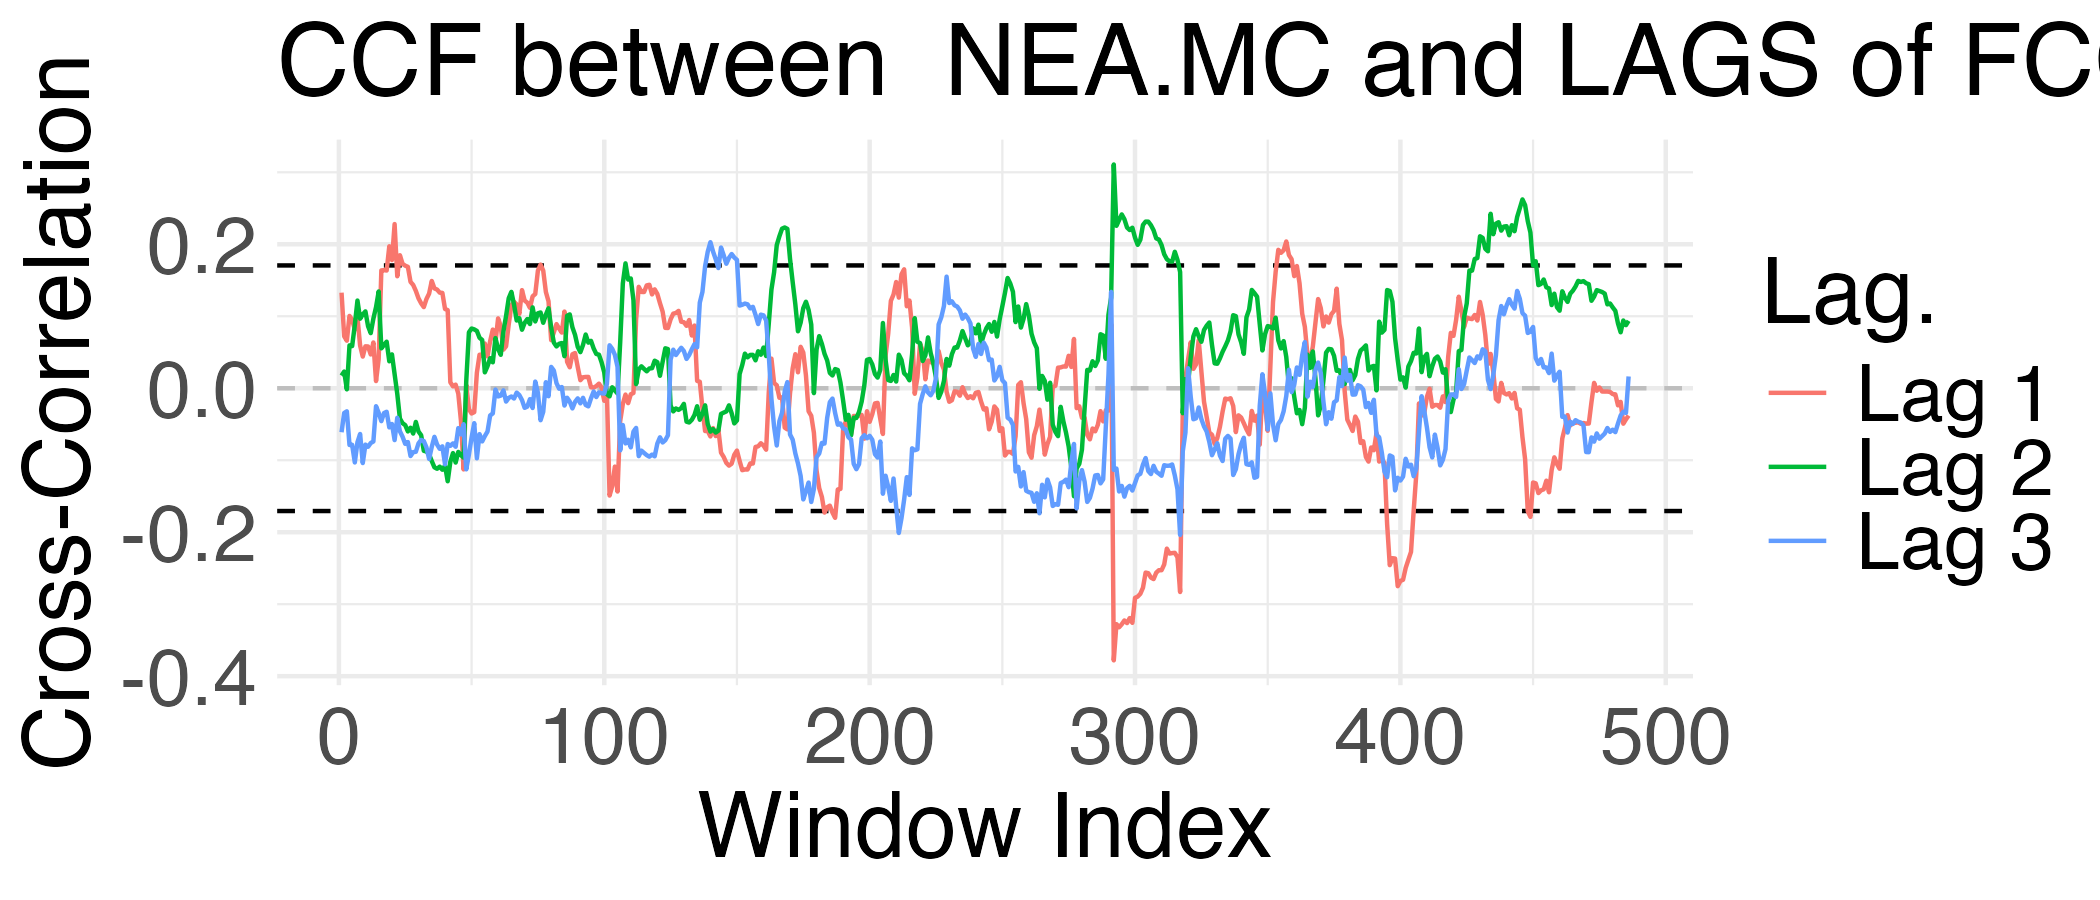 CCF between  NEA.MC and LAGS of FC
Cross-Correlation
0.2
0.0
-0.2
-0.4
0 100 200 300 400 500
Window Index
Lag.
Lag 1
Lag 2
Lag 3